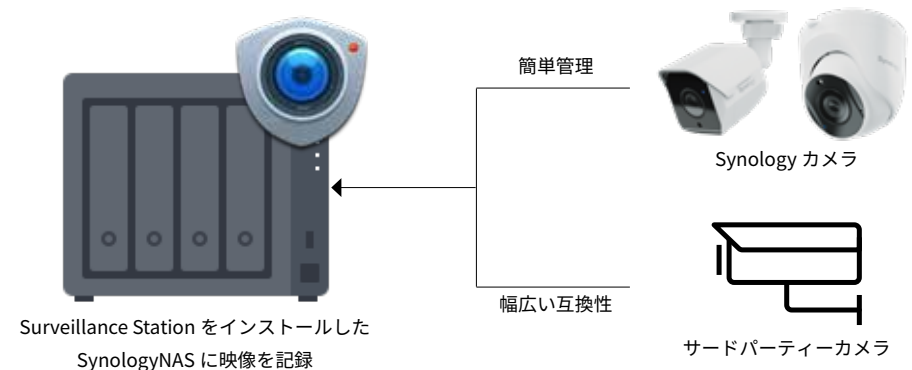 簡単管理
Synology カメラ
幅広い互換性
Surveillance Station をインストールした
SynologyNAS に映像を記録
サードパーティーカメラ